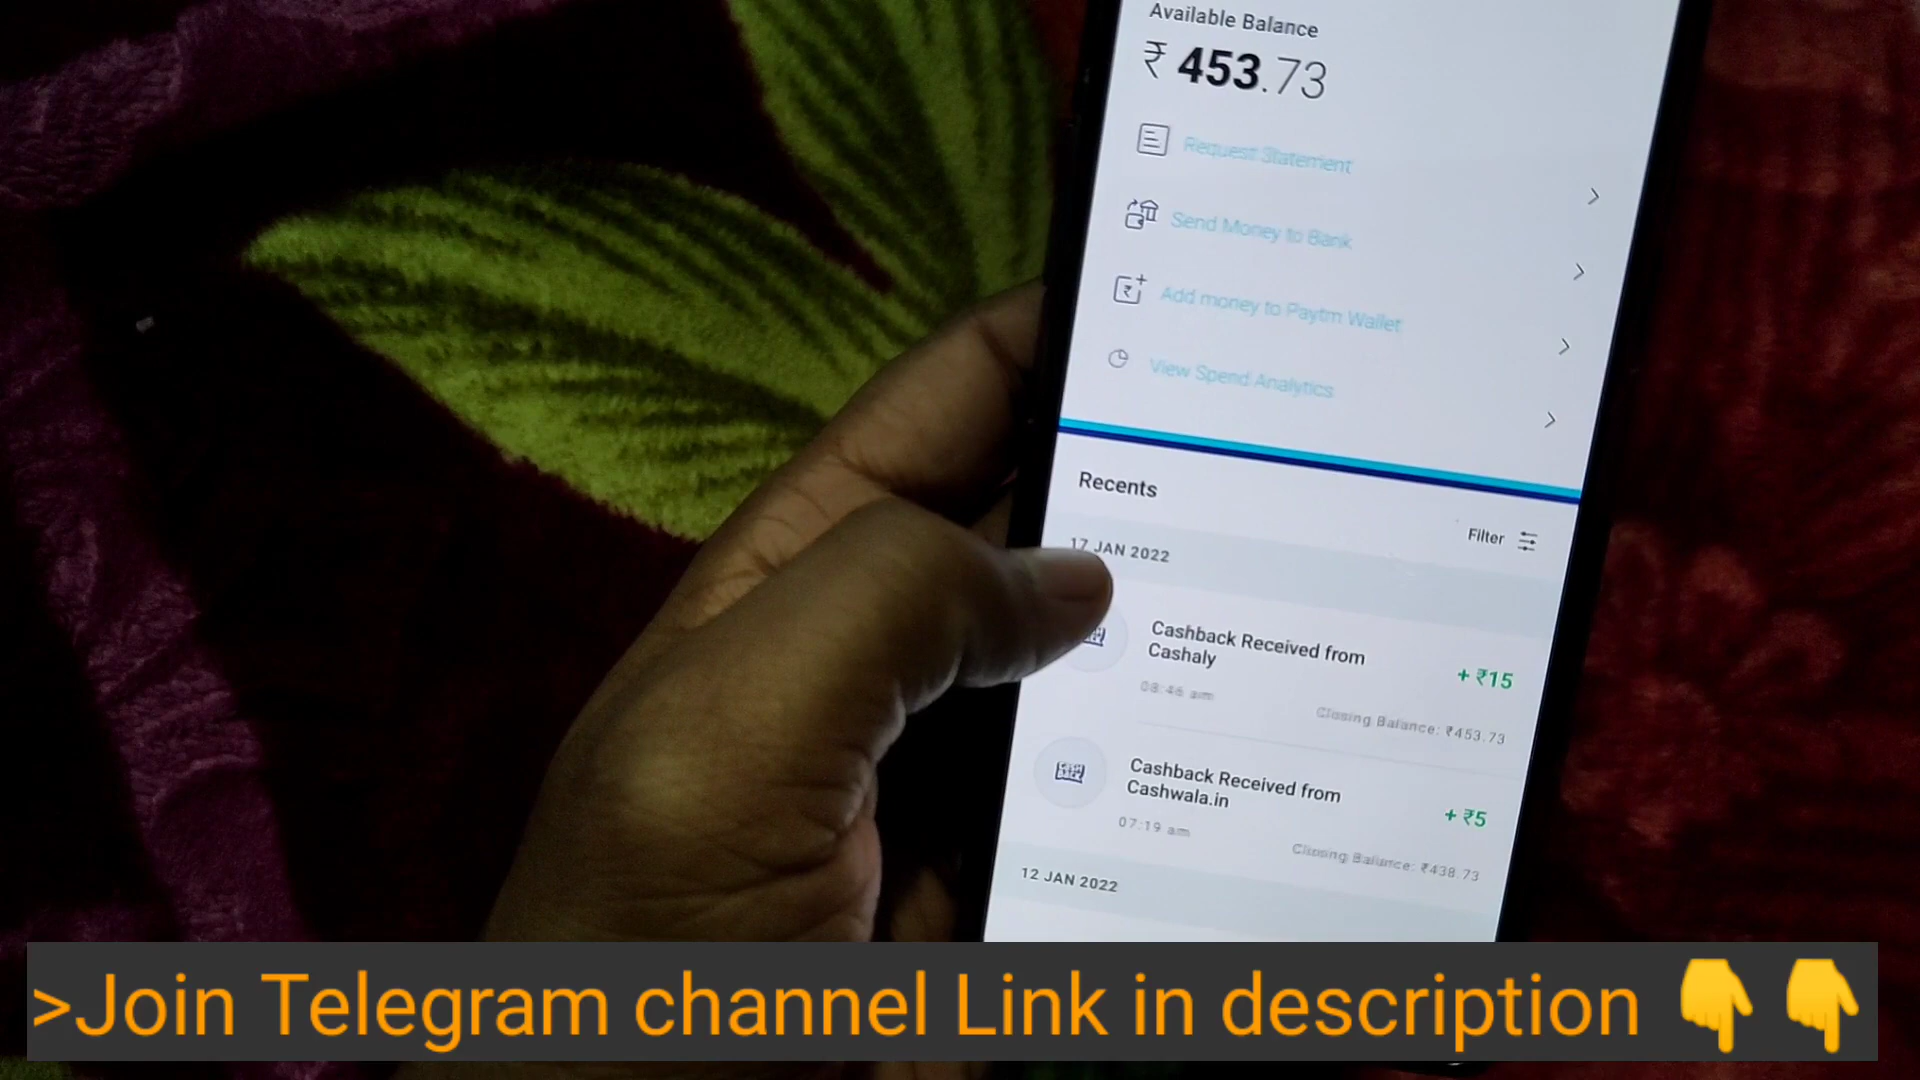 Available Balance
₹ 453.73
Request Statement
Send Money to Bank
Add money to Paytm Wallet
View Spend Analytics
Recents
Filter
17 JAN 2022
Cashback Received from
Cashaly
+ ₹15
08:46 am
Closing Balance: ₹453.73
Cashback Received from
Cashwala.in
+ ₹5
07:19 am
Closing Balance: ₹438.73
12 JAN 2022
>Join Telegram channel Link in description 👇👇